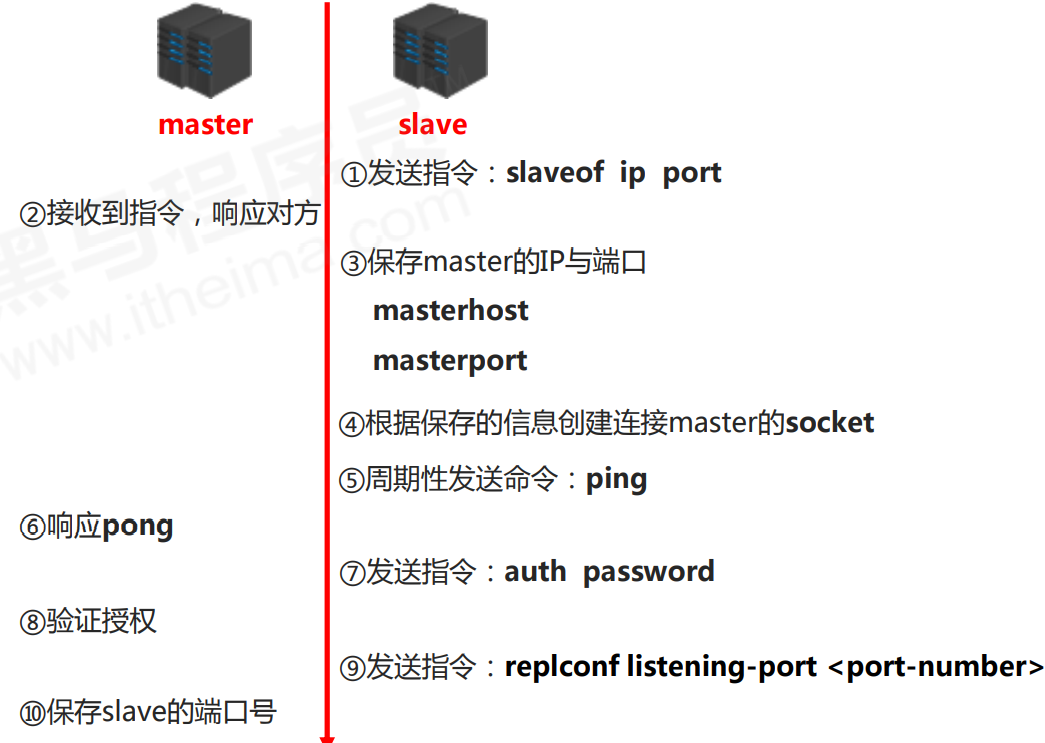 master
slave
①发送指令：slaveof ip port
②接收到指令，响应对方
③保存master的IP与端口
masterhost
masterport
④根据保存的信息创建连接master的socket
⑤周期性发送命令：ping
⑥响应pong
⑦发送指令：auth password
⑧验证授权
⑨发送指令：replconf listening-port <port-number>
⑩保存slave的端口号
黑马程序员
www.itheima.com